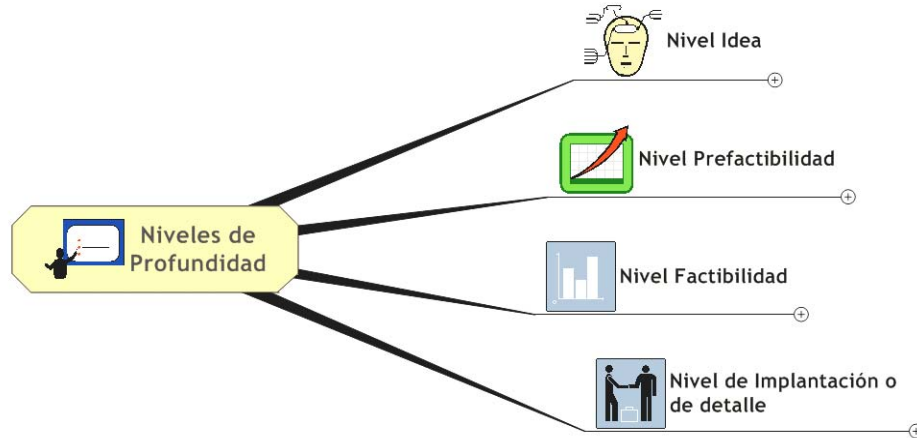 Nivel Idea
Nivel Prefactibilidad
Niveles de
Profundidad
Nivel Factibilidad
Nivel de Implantación o
de detalle